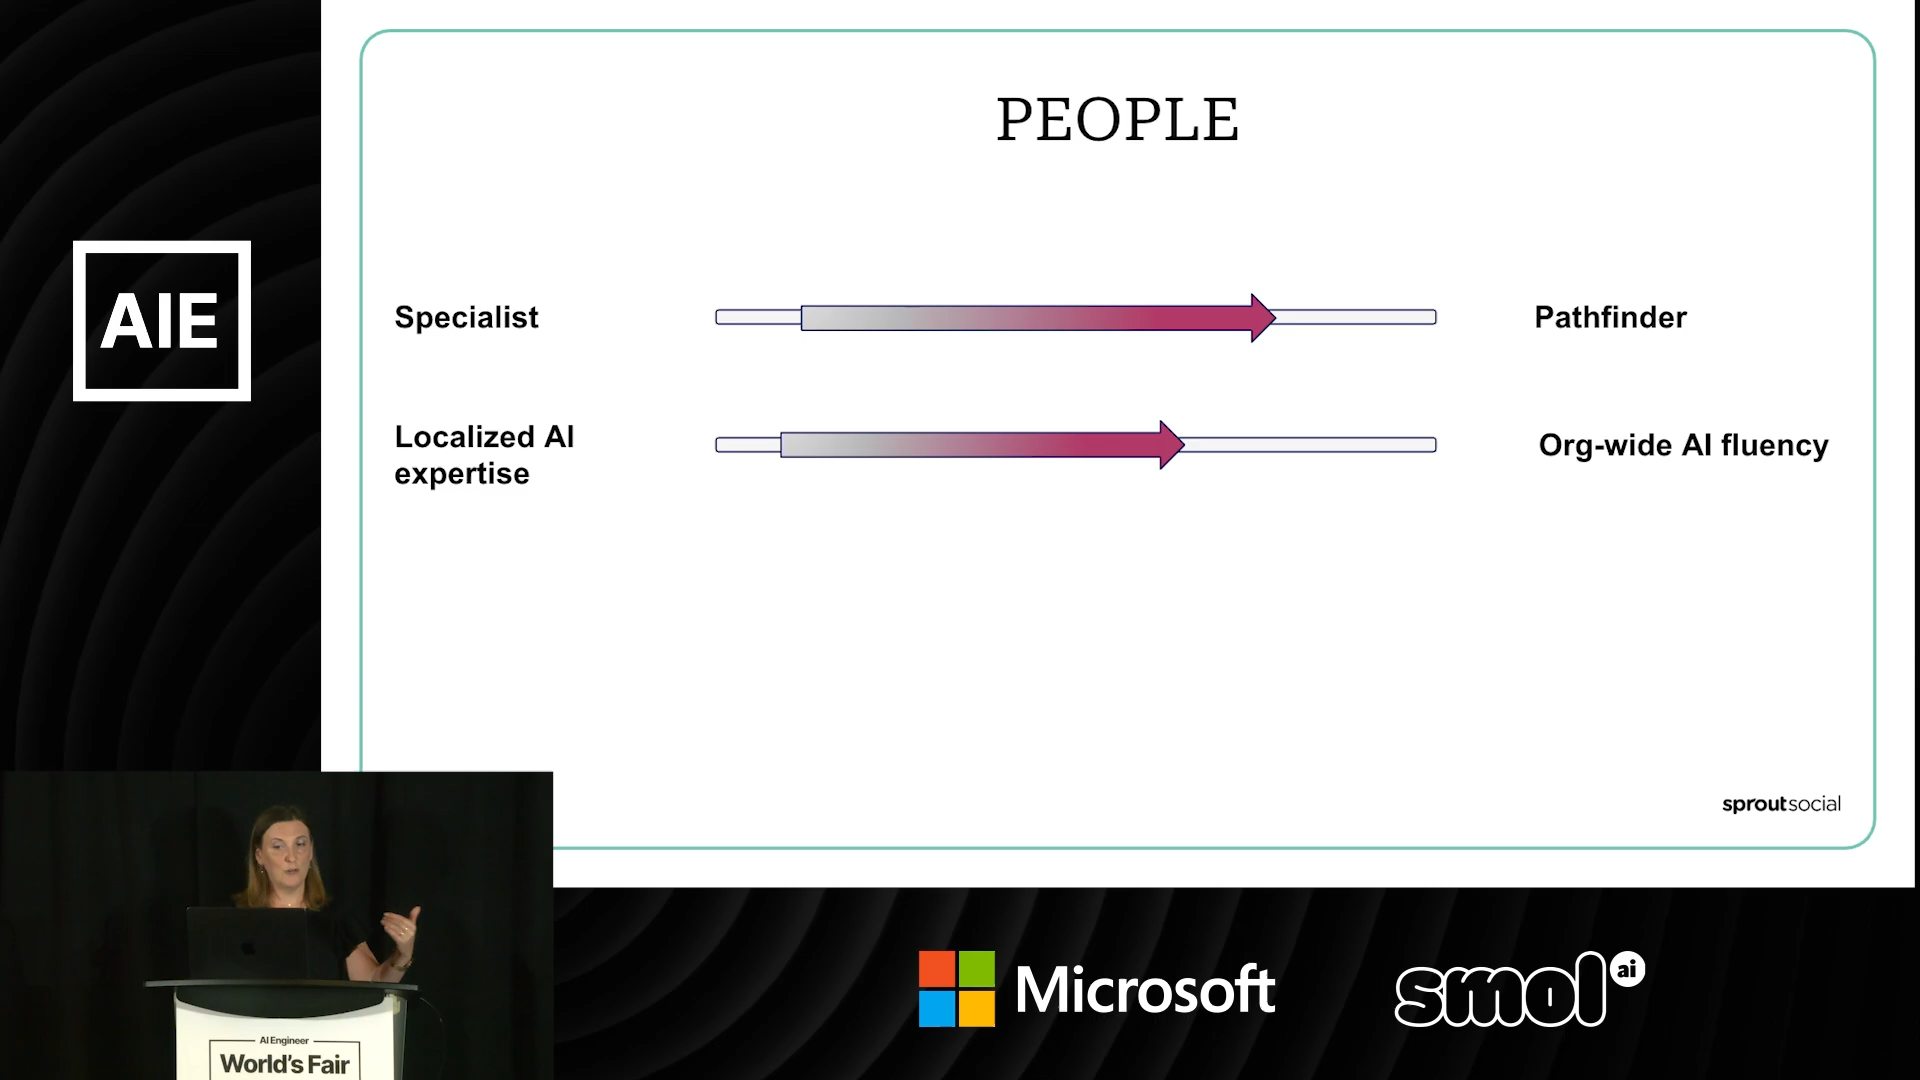 PEOPLE
AIE
Specialist
Pathfinder
Localized AI
expertise
Org-wide AI fluency
sproutsocial
Microsoft
smol ai
AI Engineer
World's Fair